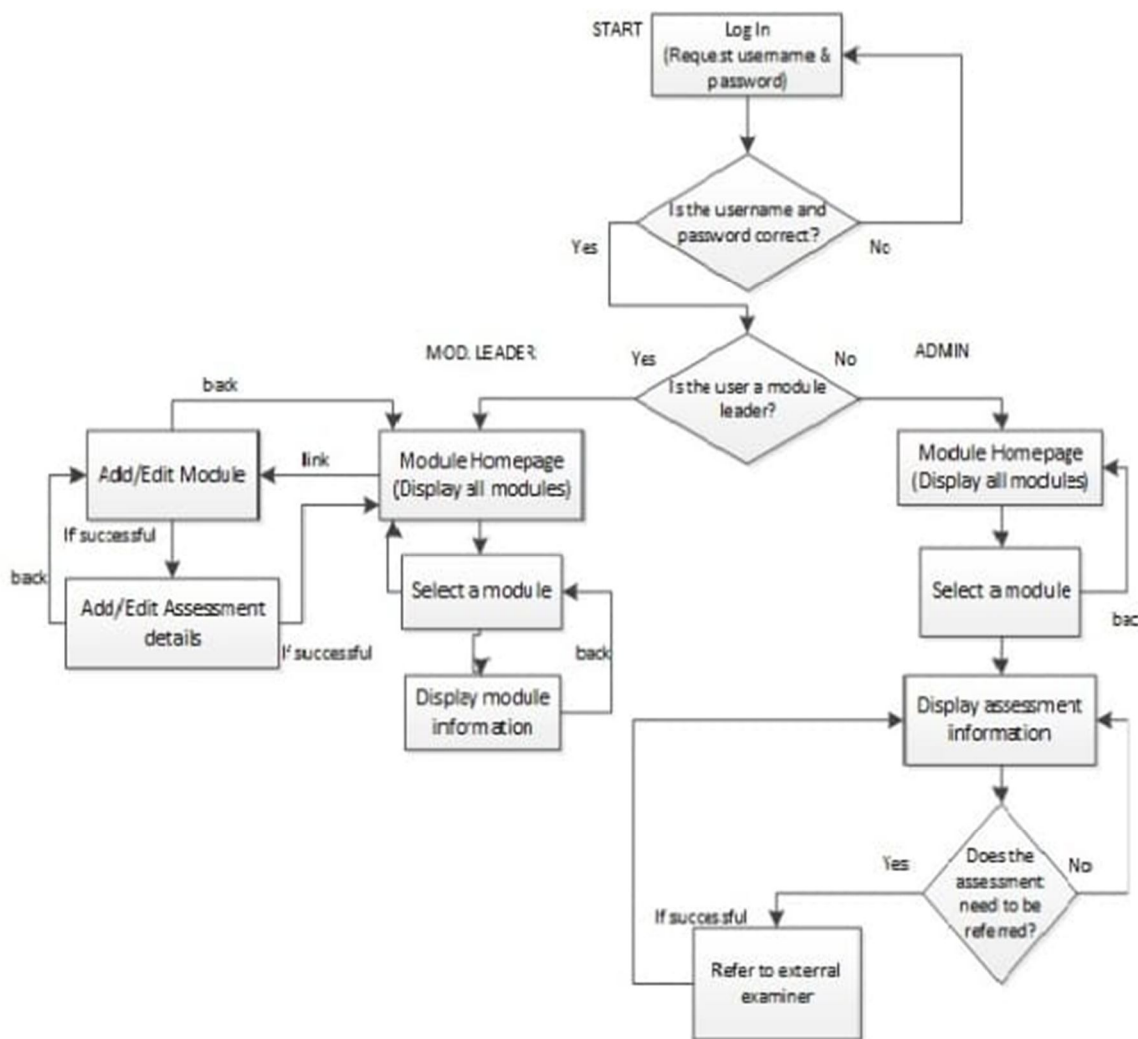 START
Log In
(Request username &
password)
Is the username and
password correct?
Yes
No
MOD. LEADER
Yes
Is the user a module
leader?
No
ADMIN
back
Add/Edit Module
link
Module Homepage
(Display all modules)
Module Homepage
(Display all modules)
If successful
back
Select a module
Select a module
back
Add/Edit Assessment
details
If successful
back
Display module
information
Display assessment
information
Yes
Does the
assessment
need to be
referred?
No
If successful
Refer to external
examiner